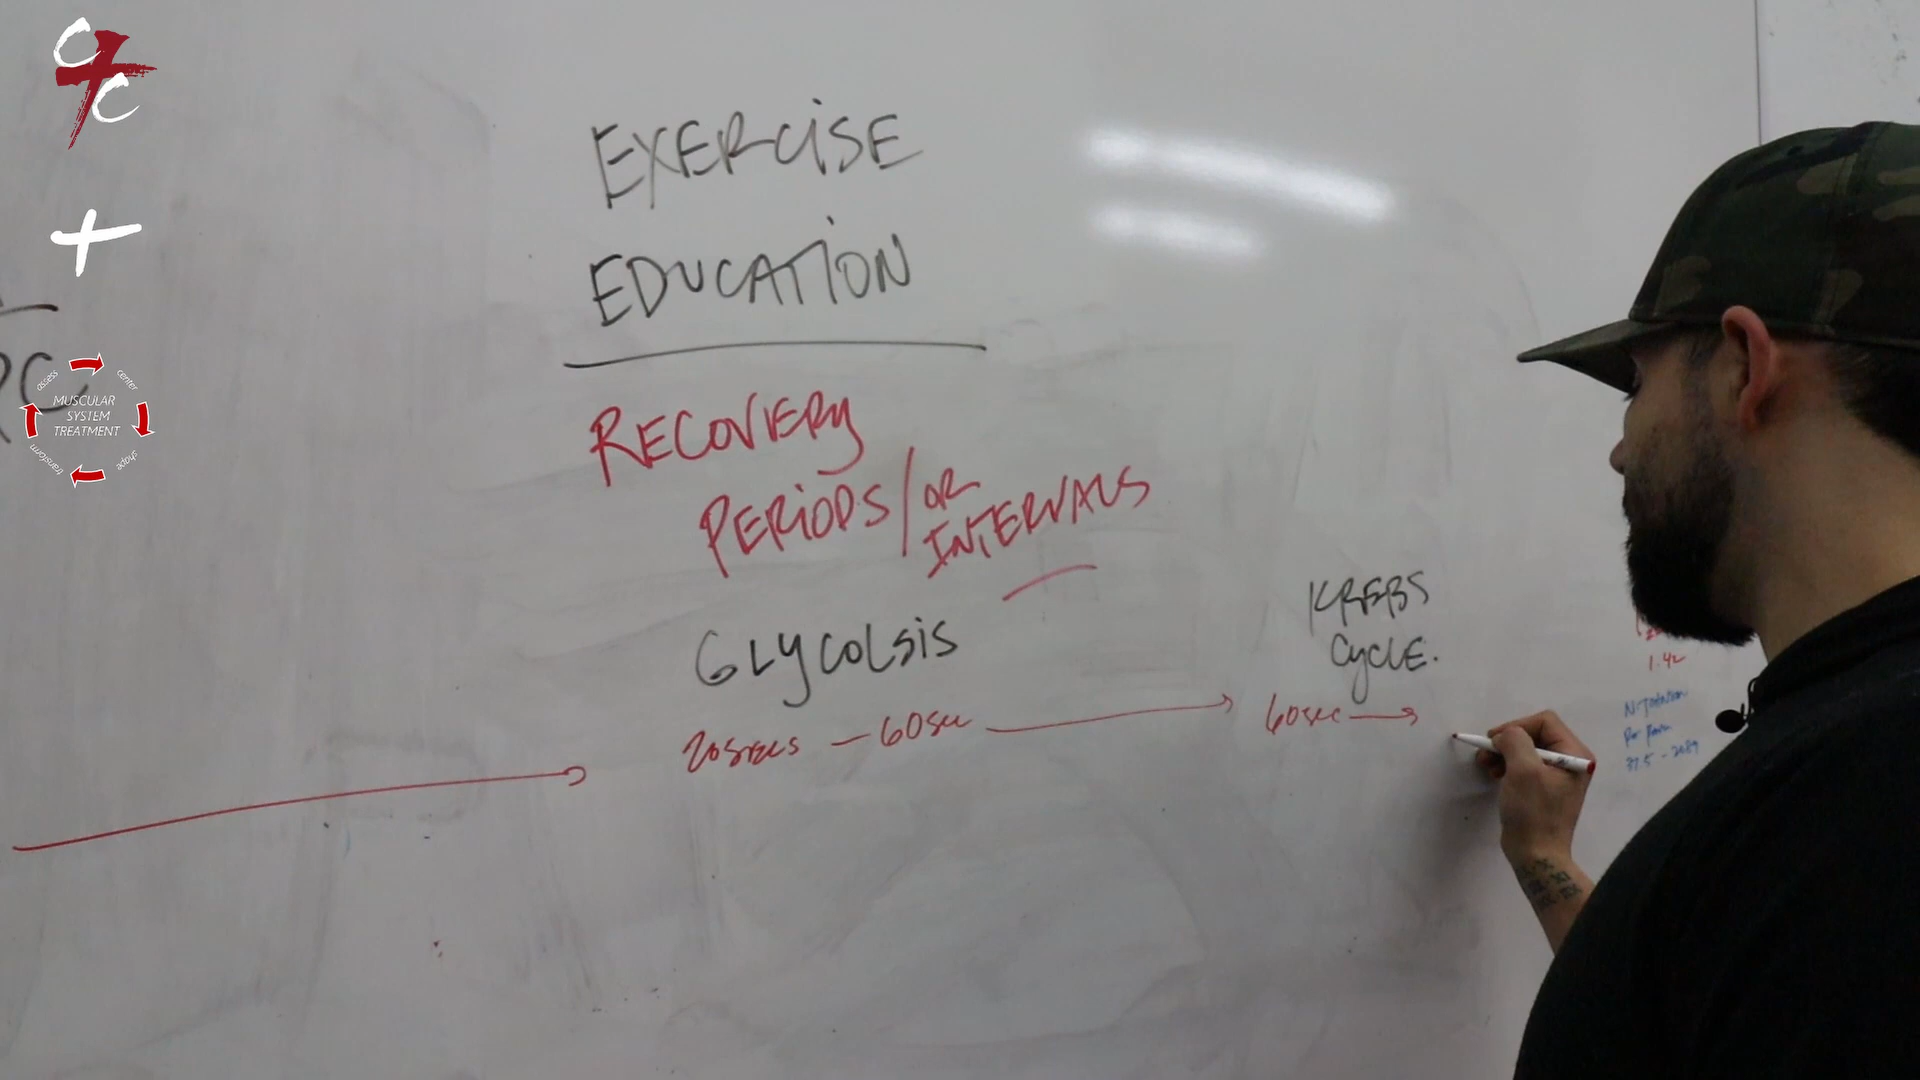 C
C
+
assess
center
MUSCULAR
SYSTEM
TREATMENT
transform
shape
EXERCISE
EDUCATION
RECOVERY
PERIODS/OR
INTERVALS
GLYCOLSIS
KREBS
CYCLE.
20secs — 60sec
60sec
1.42